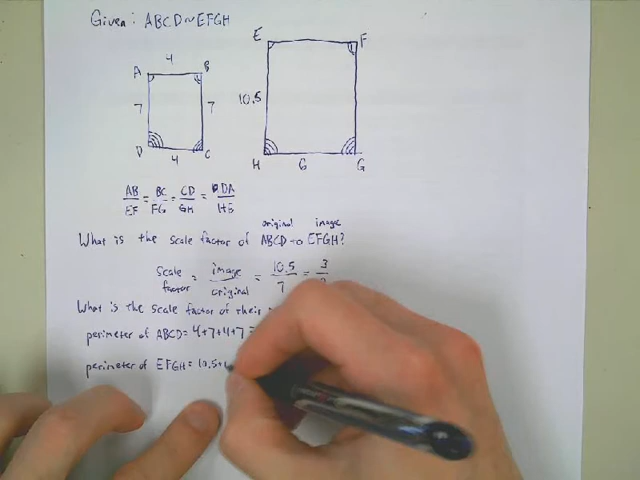 Given: ABCD~EFGH
4
A B
7 7
D C
4
E F
10.5
H G
6
AB/EF = BC/FG = CD/GH = DA/HE
original image
What is the scale factor of ABCD to EFGH?
scale factor = image/original = 10.5/7 = 3/
What is the scale factor of their
perimeter of ABCD = 4+7+4+7 =
perimeter of EFGH = 10.5+